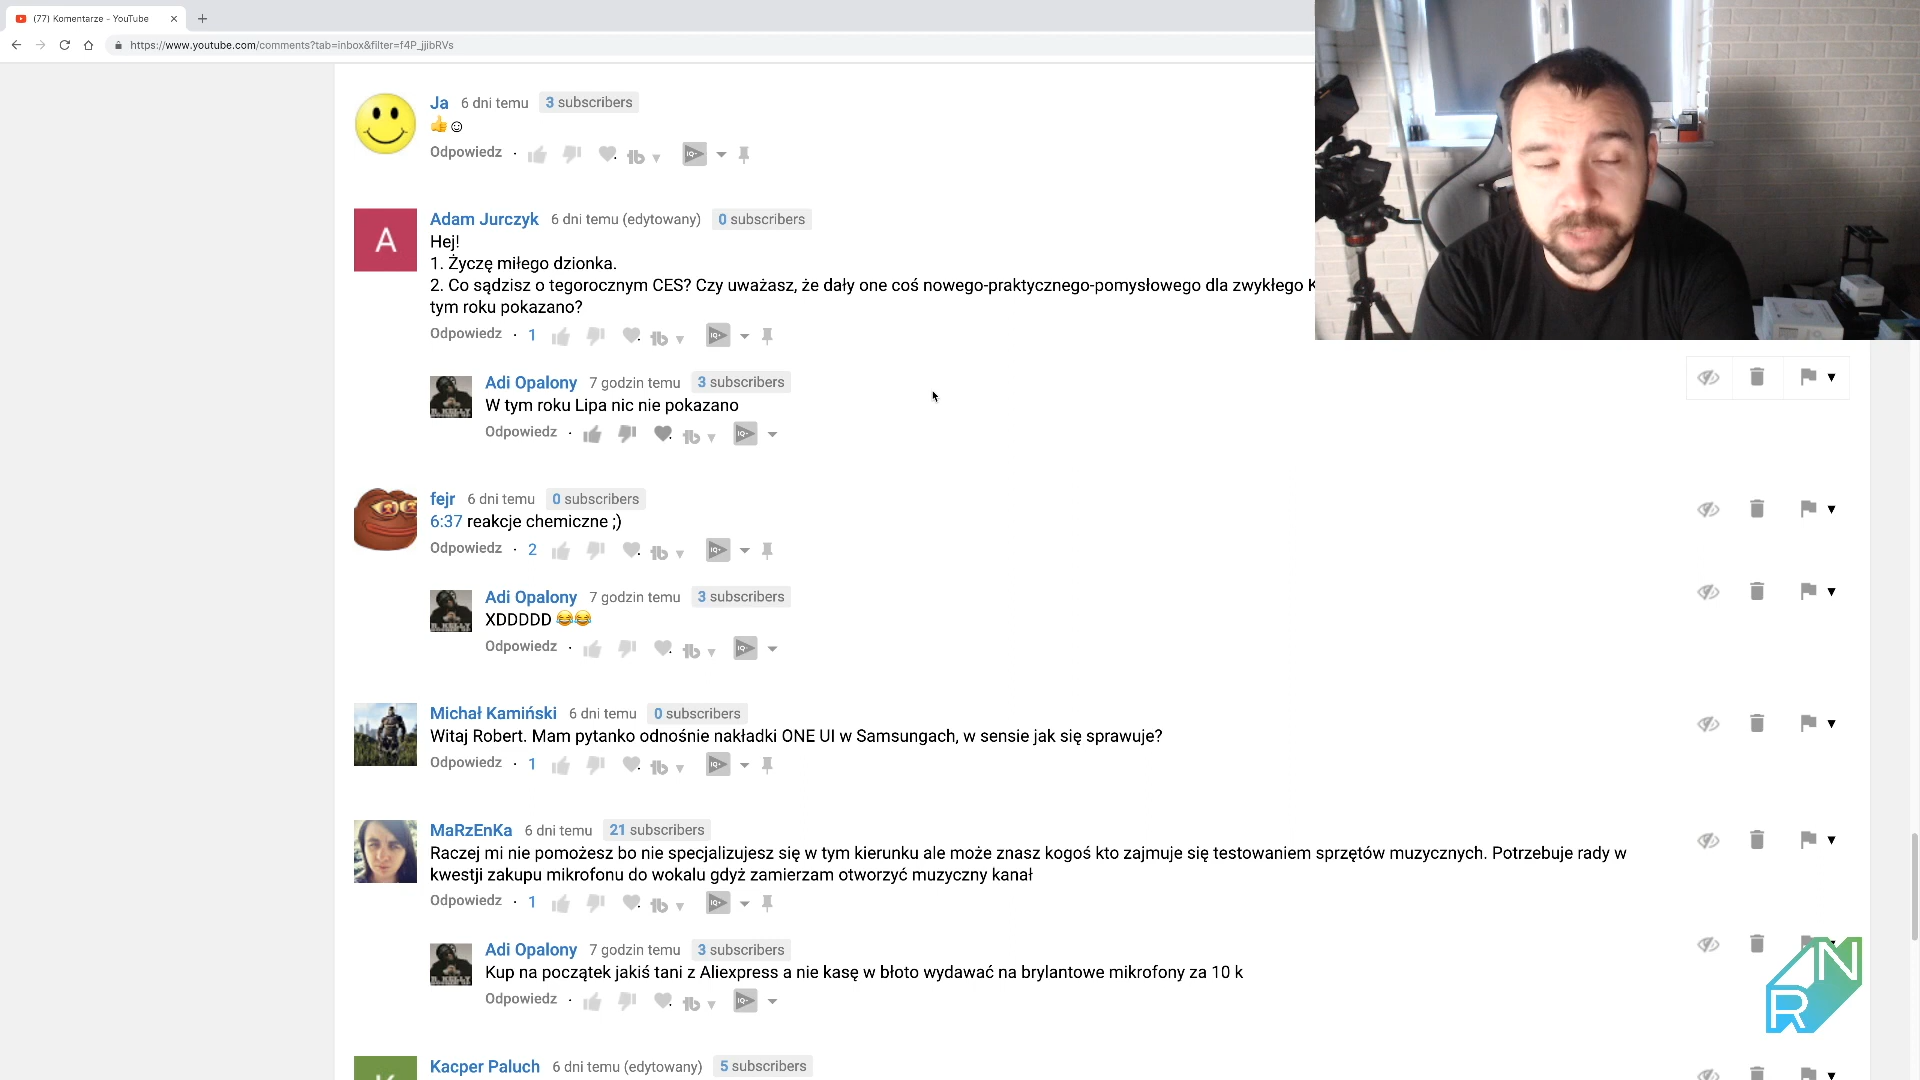 (77) Komentarze - YouTube
https://www.youtube.com/comments?tab=inbox&filter=f4P_jjibRVs
Ja 6 dni temu 3 subscribers
👍☺
Odpowiedz
A
Adam Jurczyk 6 dni temu (edytowany) 0 subscribers
Hej!
1. Życzę miłego dzionka.
2. Co sądzisz o tegorocznym CES? Czy uważasz, że dały one coś nowego-praktycznego-pomysłowego dla zwykłego K
tym roku pokazano?
Odpowiedz · 1
Adi Opalony 7 godzin temu 3 subscribers
W tym roku Lipa nic nie pokazano
Odpowiedz
fejr 6 dni temu 0 subscribers
6:37 reakcje chemiczne ;)
Odpowiedz · 2
Adi Opalony 7 godzin temu 3 subscribers
XDDDDD 😂😂
Odpowiedz
Michał Kamiński 6 dni temu 0 subscribers
Witaj Robert. Mam pytanko odnośnie nakładki ONE UI w Samsungach, w sensie jak się sprawuje?
Odpowiedz · 1
MaRzEnKa 6 dni temu 21 subscribers
Raczej mi nie pomożesz bo nie specjalizujesz się w tym kierunku ale może znasz kogoś kto zajmuje się testowaniem sprzętów muzycznych. Potrzebuje rady w
kwestji zakupu mikrofonu do wokalu gdyż zamierzam otworzyć muzyczny kanał
Odpowiedz · 1
Adi Opalony 7 godzin temu 3 subscribers
Kup na początek jakiś tani z Aliexpress a nie kasę w błoto wydawać na brylantowe mikrofony za 10 k
Odpowiedz
RN
Kacper Paluch 6 dni temu (edytowany) 5 subscribers